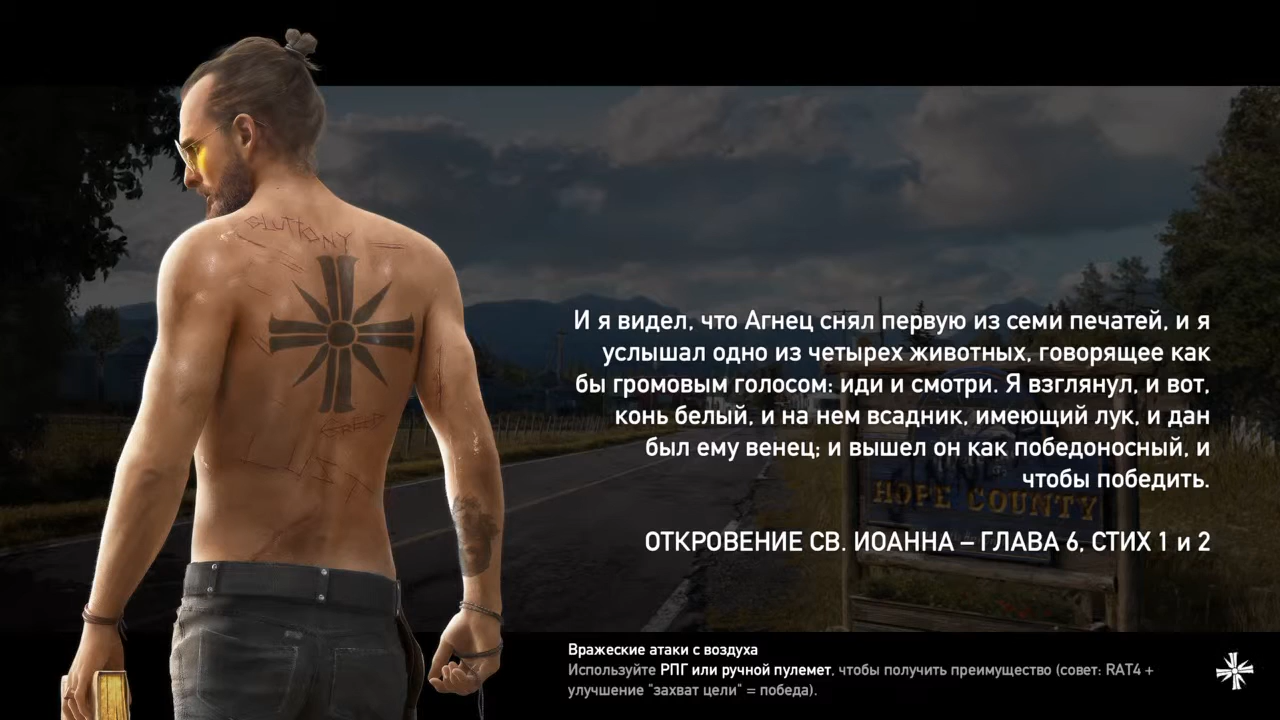 GLUTTONY
GREED
И я видел, что Агнец снял первую из семи печатей, и я
услышал одно из четырех животных, говорящее как
бы громовым голосом: иди и смотри. Я взглянул, и вот,
конь белый, и на нем всадник, имеющий лук, и дан
был ему венец; и вышел он как победоносный, и
чтобы победить.
HOPE COUNTY
ОТКРОВЕНИЕ СВ. ИОАННА – ГЛАВА 6, СТИХ 1 и 2
Вражеские атаки с воздуха
Используйте РПГ или ручной пулемет, чтобы получить преимущество (совет: RAT4 +
улучшение "захват цели" = победа).